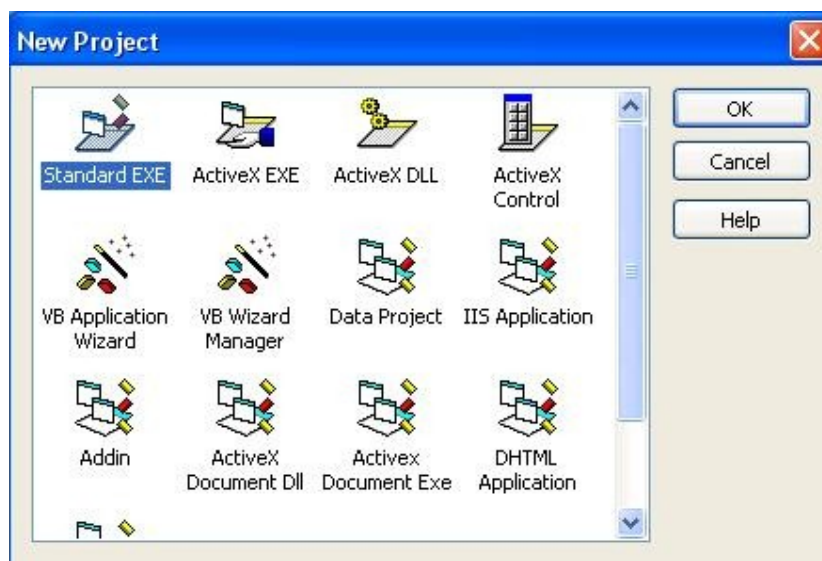 New Project
Standard EXE
ActiveX EXE
ActiveX DLL
ActiveX
Control
VB Application
Wizard
VB Wizard
Manager
Data Project
IIS Application
Addin
ActiveX
Document Dll
Activex
Document Exe
DHTML
Application
OK
Cancel
Help